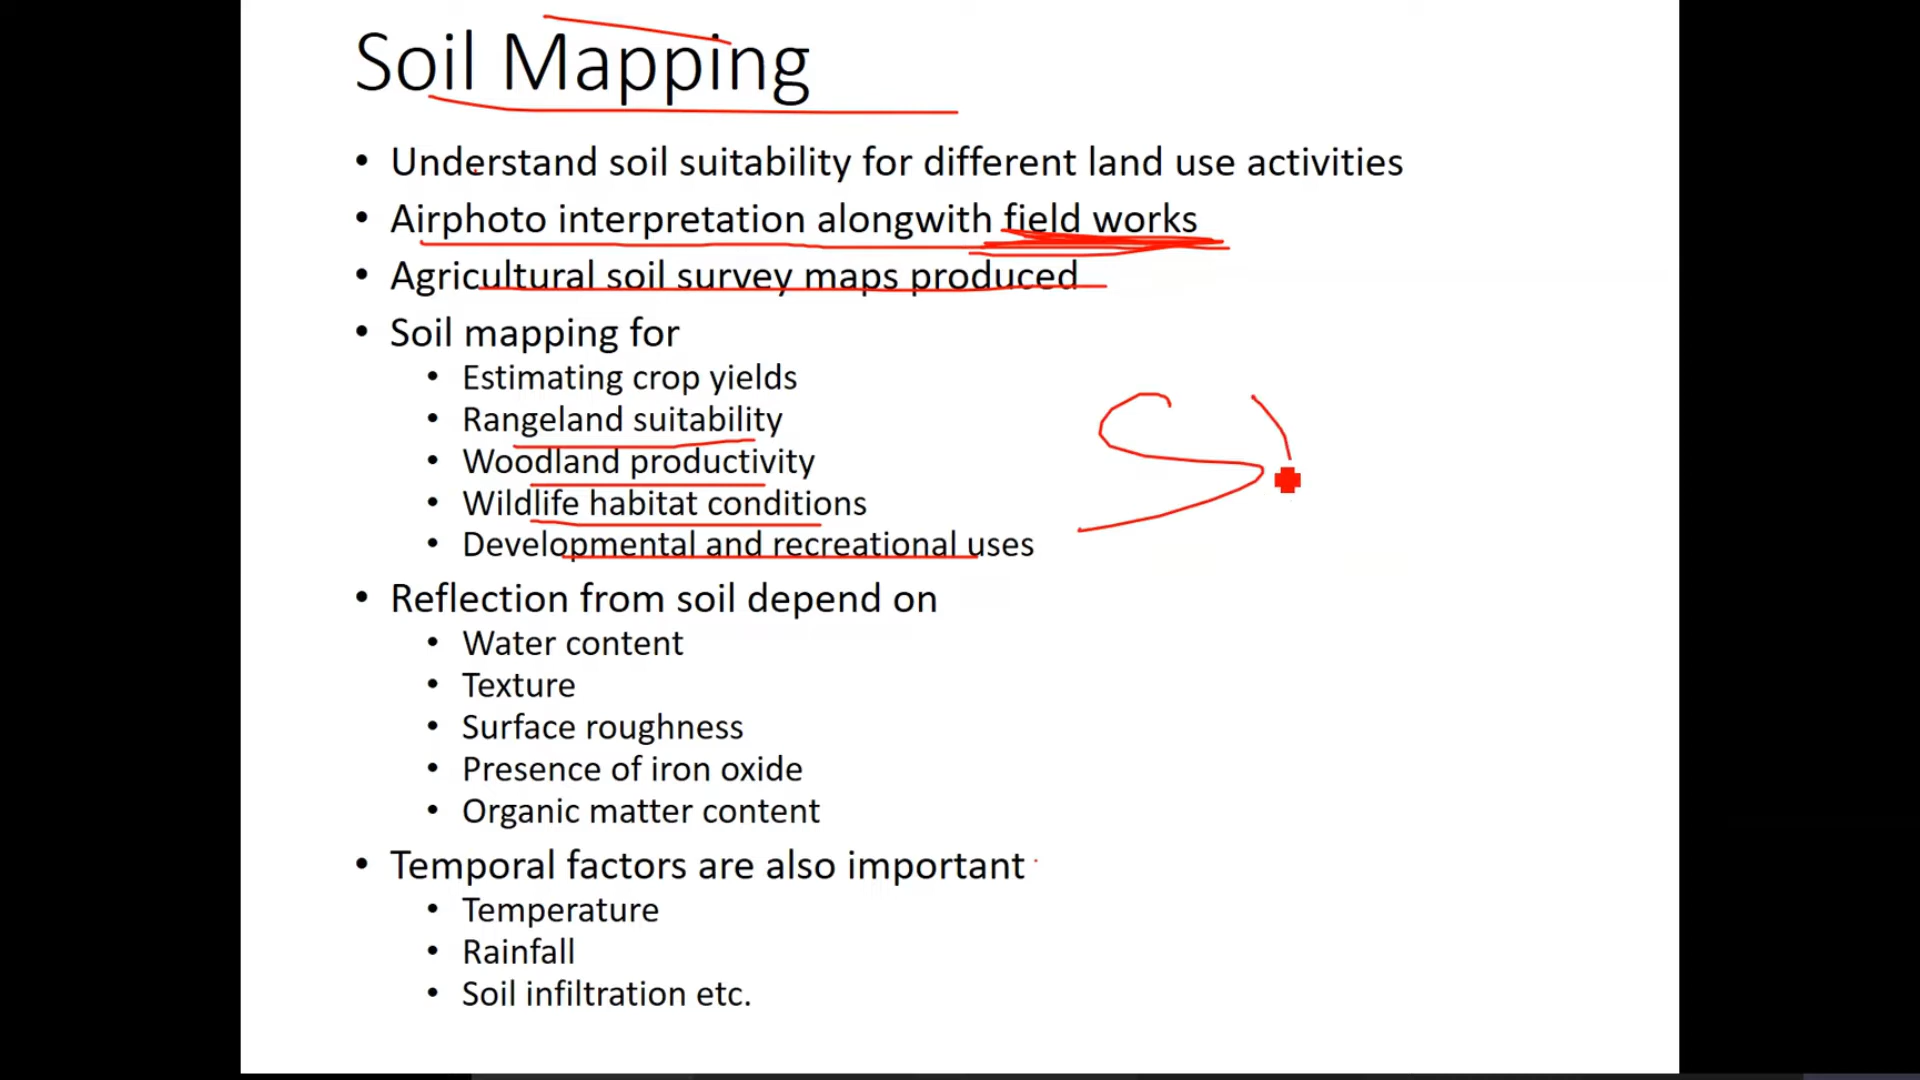 Soil Mapping
• Understand soil suitability for different land use activities
• Airphoto interpretation alongwith field works
• Agricultural soil survey maps produced
• Soil mapping for
• Estimating crop yields
• Rangeland suitability
• Woodland productivity
• Wildlife habitat conditions
• Developmental and recreational uses
• Reflection from soil depend on
• Water content
• Texture
• Surface roughness
• Presence of iron oxide
• Organic matter content
• Temporal factors are also important
• Temperature
• Rainfall
• Soil infiltration etc.